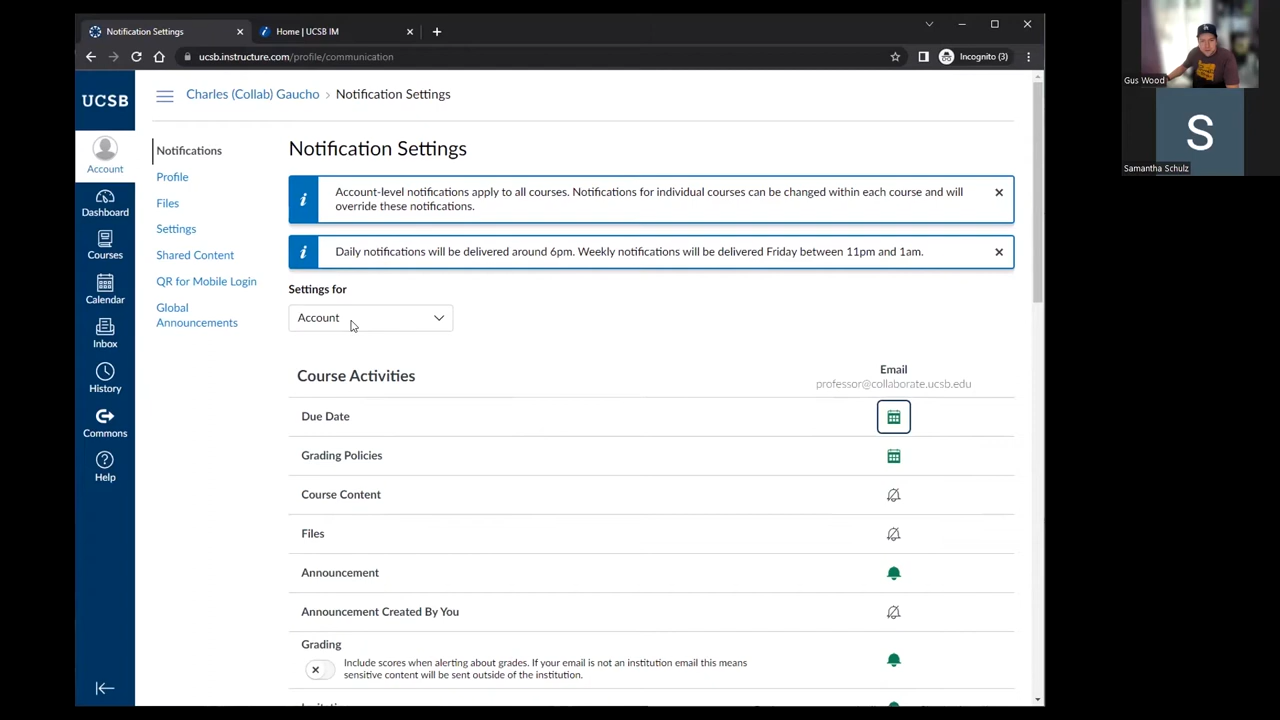 Notification Settings
Home | UCSB IM
ucsb.instructure.com/profile/communication
Incognito (3)
Gus Wood
S
Samantha Schulz
UCSB
Account
Dashboard
Courses
Calendar
Inbox
History
Commons
Help
Charles (Collab) Gaucho › Notification Settings
Notifications
Profile
Files
Settings
Shared Content
QR for Mobile Login
Global
Announcements
Notification Settings
Account-level notifications apply to all courses. Notifications for individual courses can be changed within each course and will
override these notifications.
Daily notifications will be delivered around 6pm. Weekly notifications will be delivered Friday between 11pm and 1am.
Settings for
Account
Course Activities
Email
professor@collaborate.ucsb.edu
Due Date
Grading Policies
Course Content
Files
Announcement
Announcement Created By You
Grading
Include scores when alerting about grades. If your email is not an institution email this means
sensitive content will be sent outside of the institution.